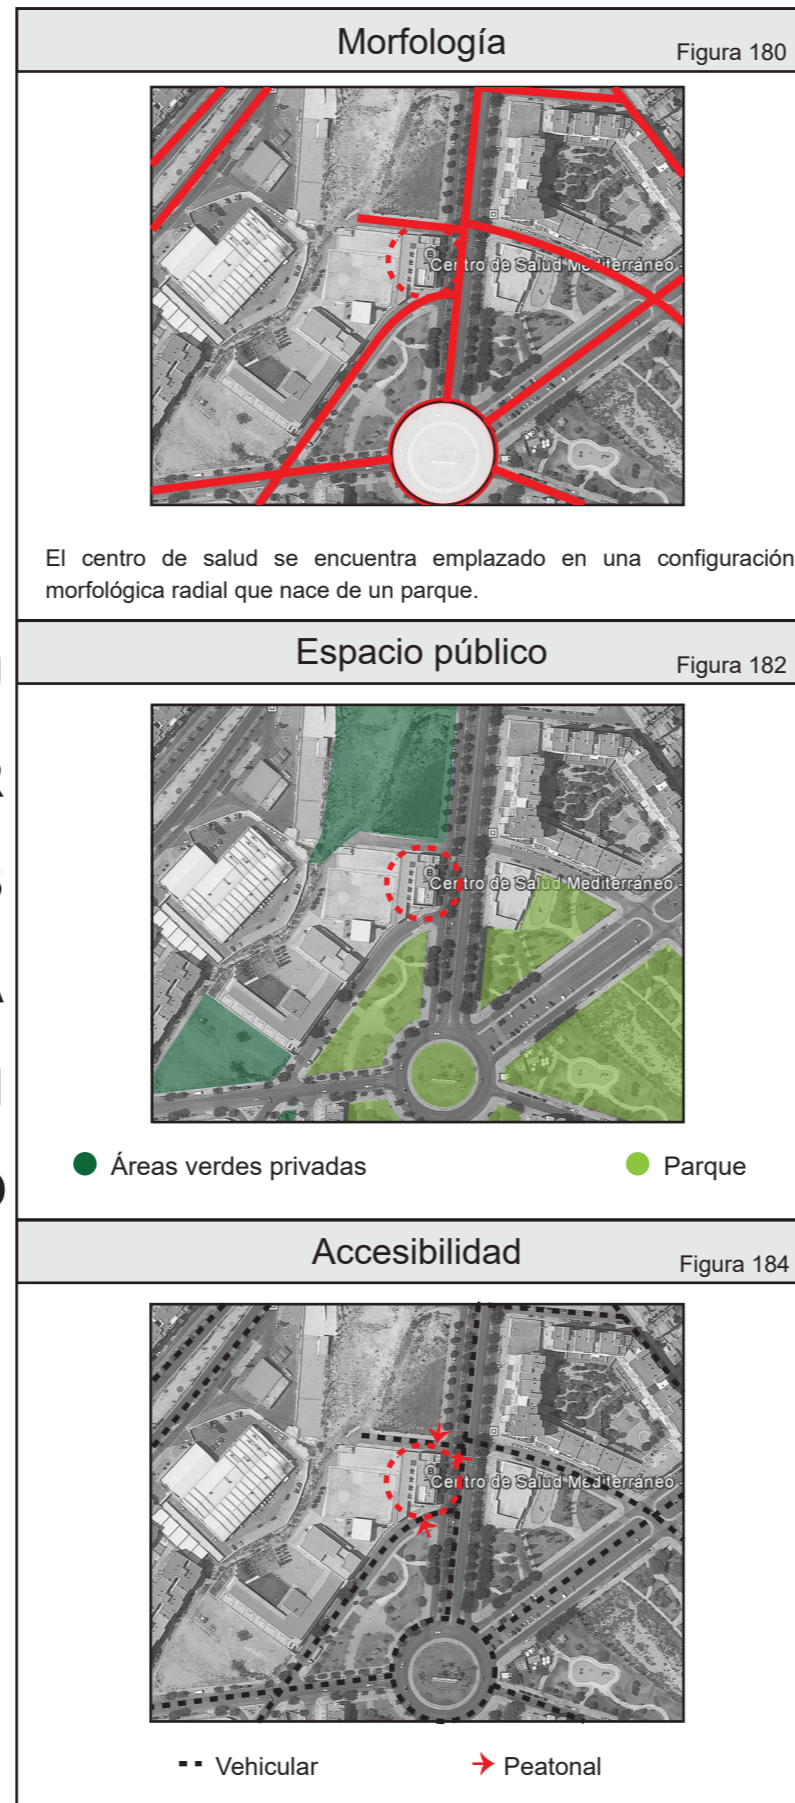 Morfología
Figura 180
B
Centro de Salud Mediterráneo
El centro de salud se encuentra emplazado en una configuración
morfológica radial que nace de un parque.
Espacio público
Figura 182
B
Centro de Salud Mediterráneo
Áreas verdes privadas
Parque
Accesibilidad
Figura 184
B
Centro de Salud Mediterráneo
Vehicular
Peatonal